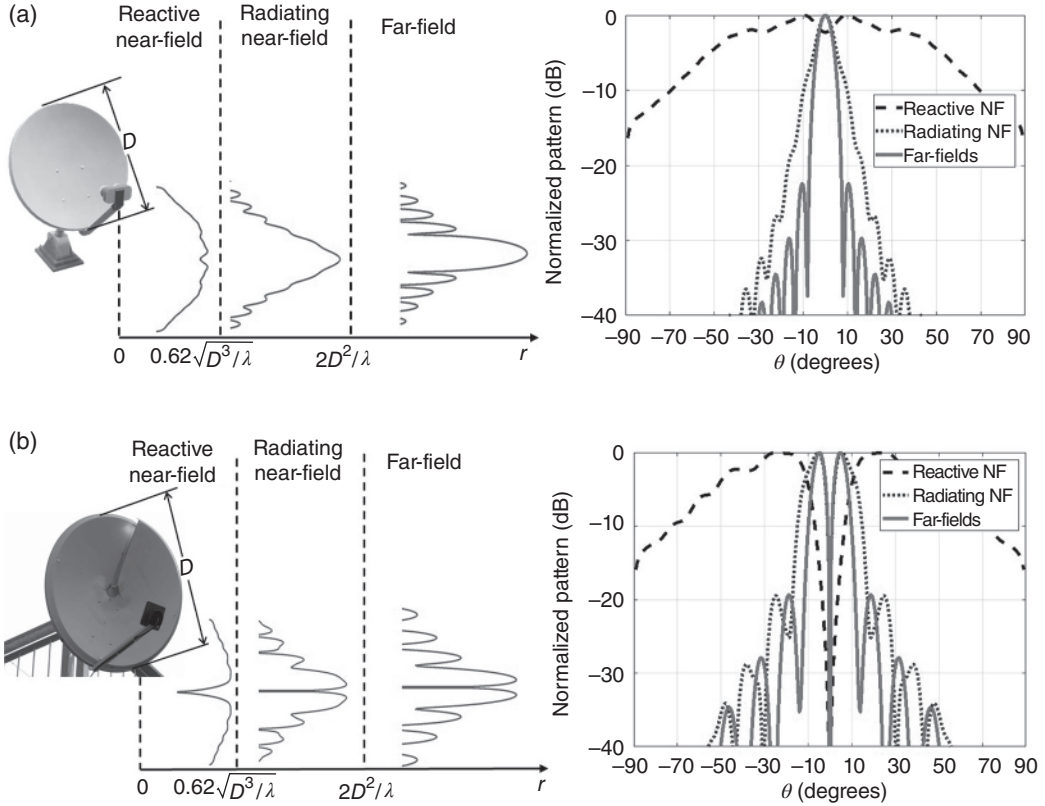 (a)
Reactive near-field
Radiating near-field
Far-field
D
0
0.62√D³/λ
2D²/λ
r
Normalized pattern (dB)
0
−10
−20
−30
−40
Reactive NF
Radiating NF
Far-fields
−90 −70 −50 −30 −10 10 30 50 70 90
θ (degrees)
(b)
Reactive near-field
Radiating near-field
Far-field
D
0
0.62√D³/λ
2D²/λ
r
Normalized pattern (dB)
0
−10
−20
−30
−40
Reactive NF
Radiating NF
Far-fields
−90 −70 −50 −30 −10 10 30 50 70 90
θ (degrees)